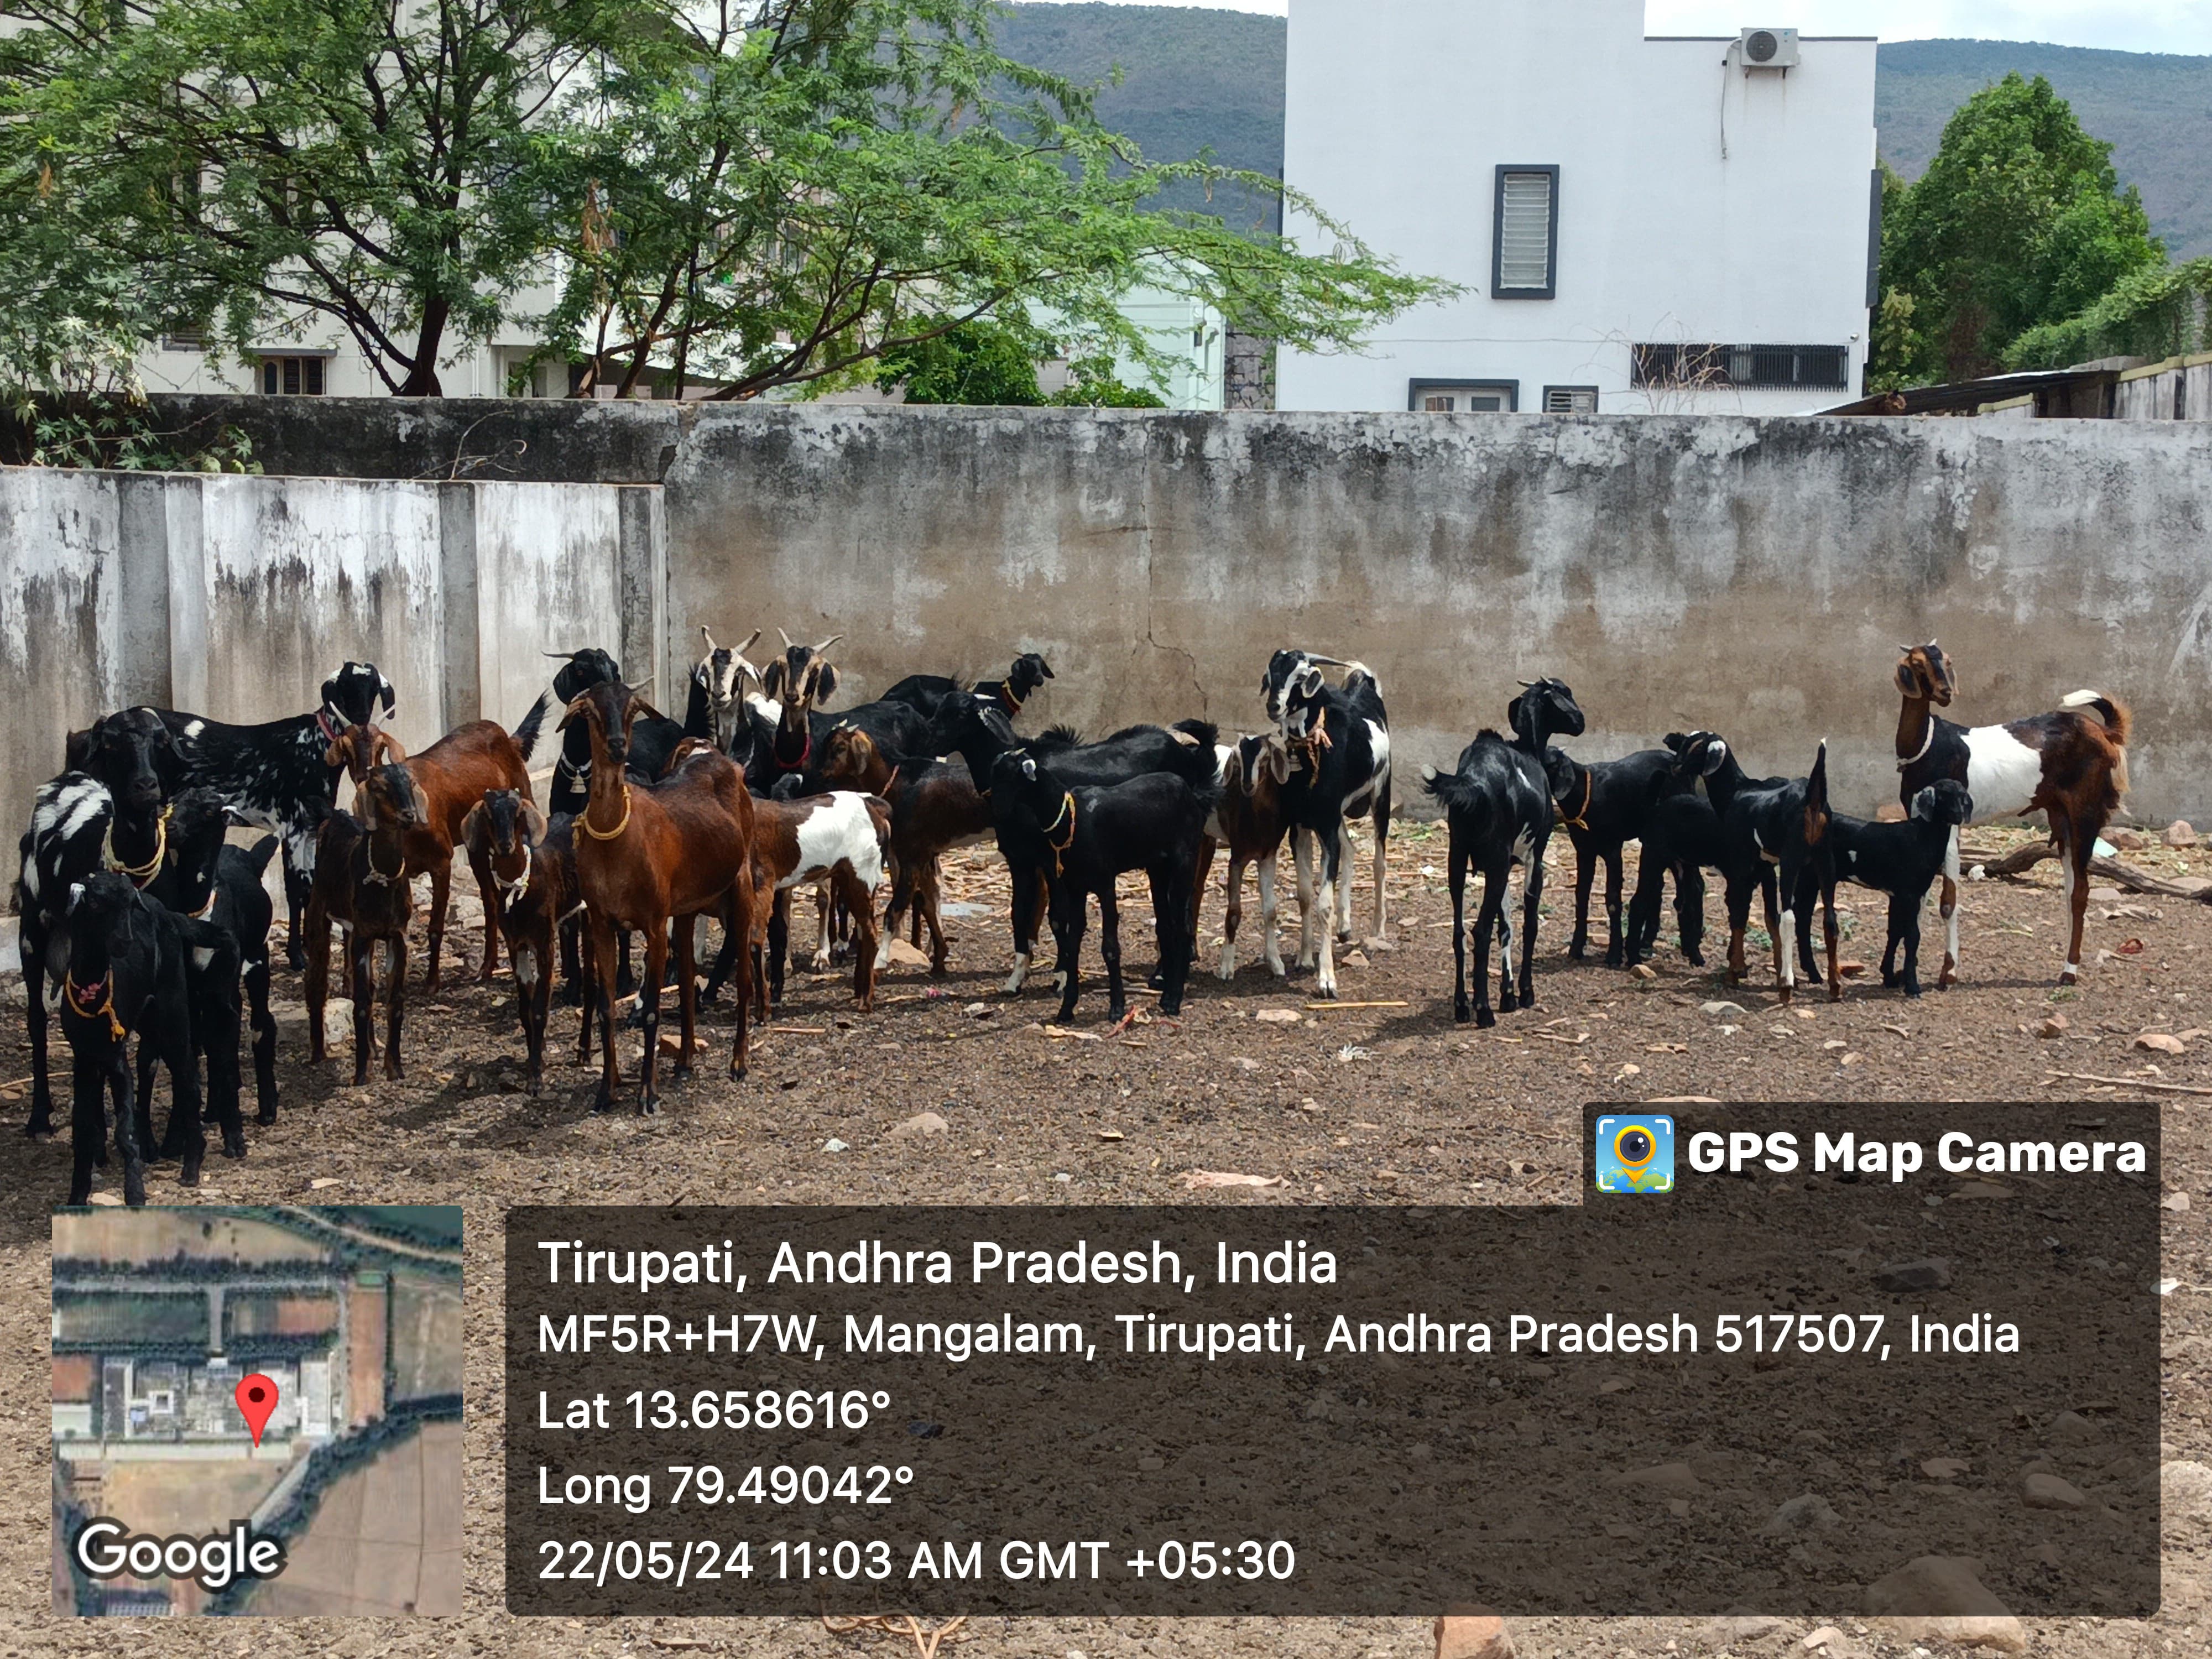 GPS Map Camera
Tirupati, Andhra Pradesh, India
MF5R+H7W, Mangalam, Tirupati, Andhra Pradesh 517507, India
Lat 13.658616°
Long 79.49042°
22/05/24 11:03 AM GMT +05:30
Google